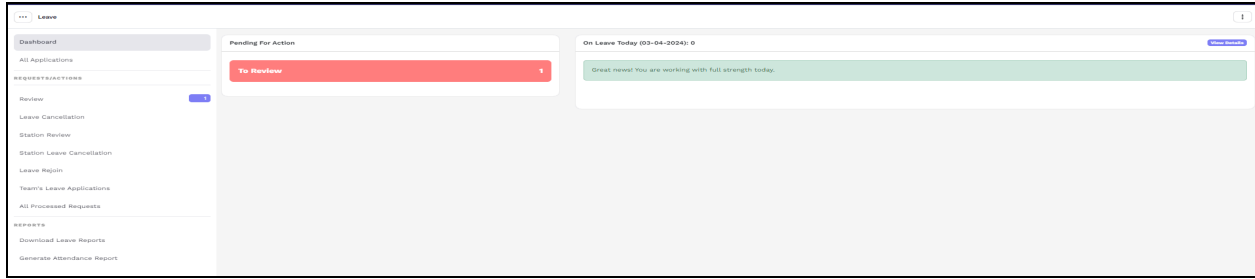 Leave
Dashboard
All Applications
REQUESTS/ACTIONS
Review 1
Leave Cancellation
Station Review
Station Leave Cancellation
Leave Rejoin
Team's Leave Applications
All Processed Requests
REPORTS
Download Leave Reports
Generate Attendance Report
Pending For Action
To Review 1
On Leave Today (03-04-2024): 0 View Details
Great news! You are working with full strength today.